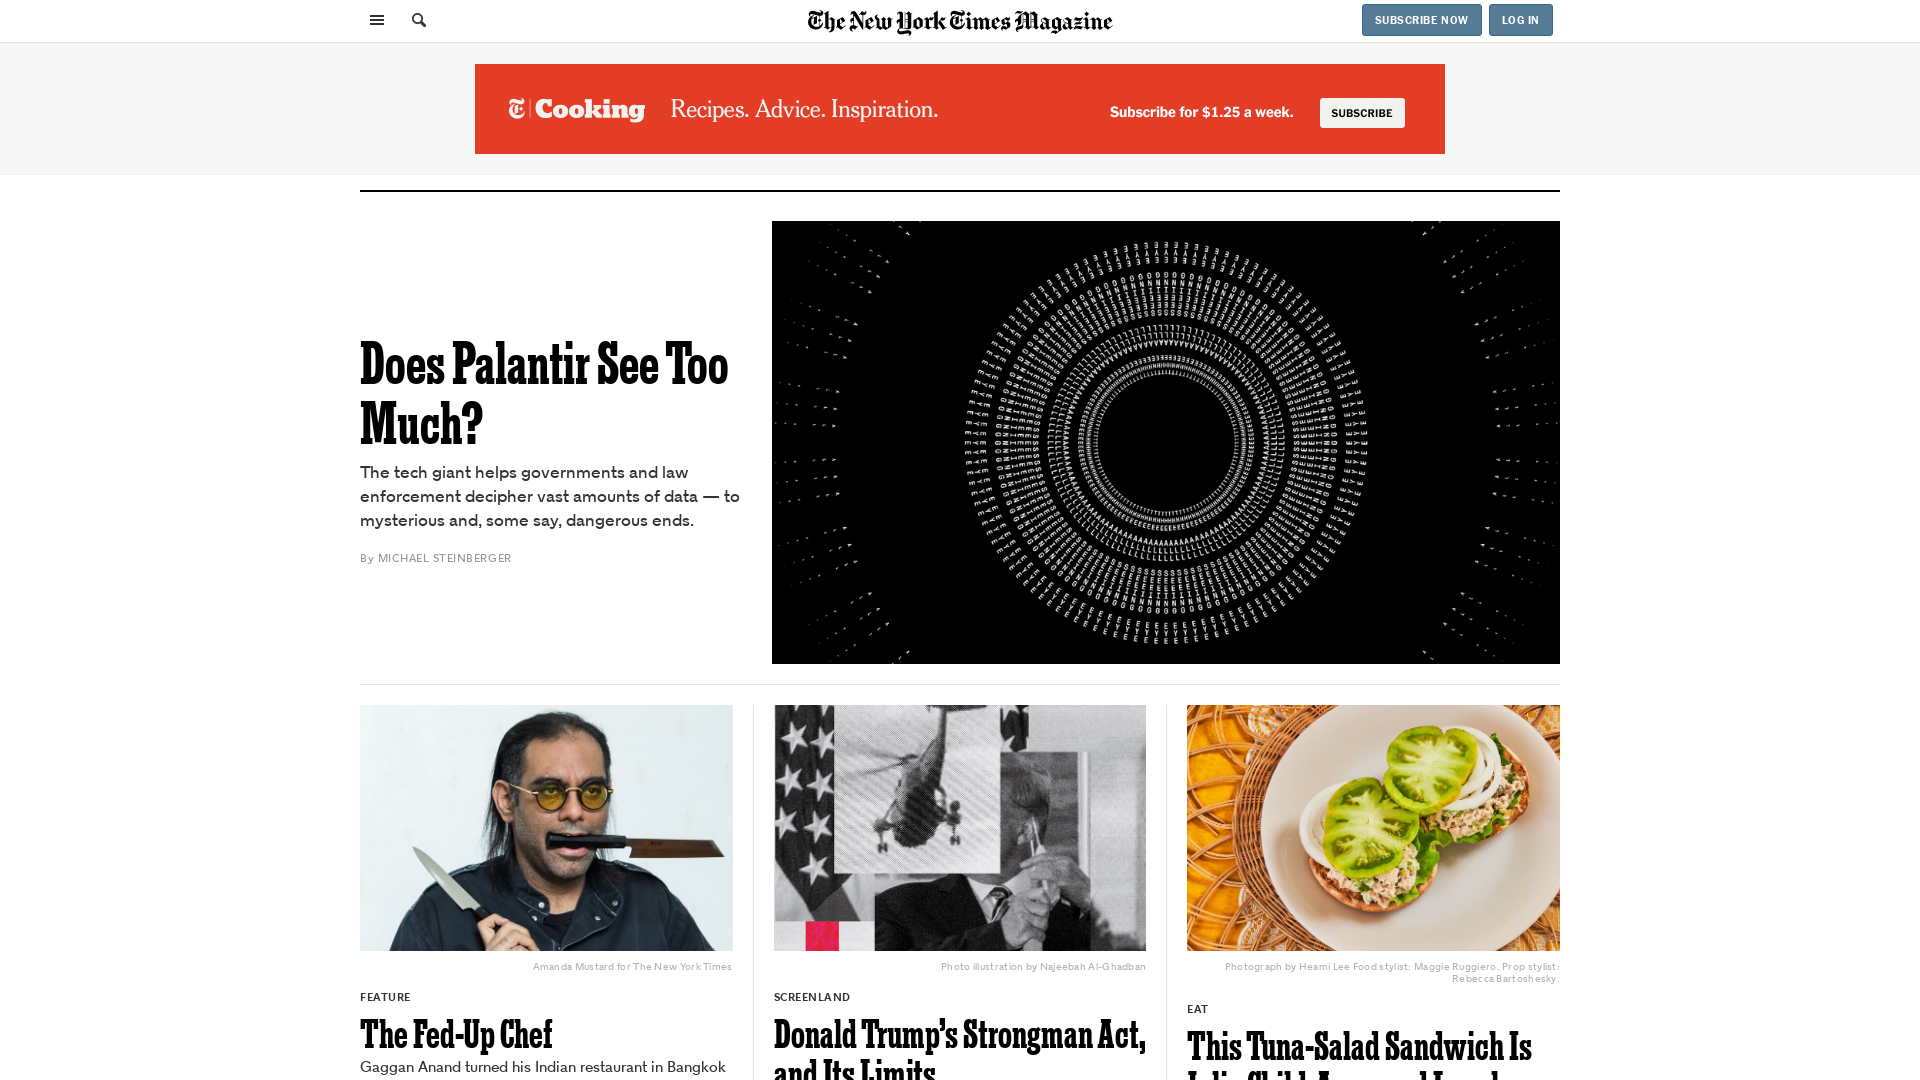 The New York Times Magazine
SUBSCRIBE NOW
LOG IN
T Cooking
Recipes. Advice. Inspiration.
Subscribe for $1.25 a week.
SUBSCRIBE
Does Palantir See Too
Much?
The tech giant helps governments and law
enforcement decipher vast amounts of data — to
mysterious and, some say, dangerous ends.
By MICHAEL STEINBERGER
Amanda Mustard for The New York Times
FEATURE
The Fed-Up Chef
Gaggan Anand turned his Indian restaurant in Bangkok
Photo illustration by Najeebah Al-Ghadban
SCREENLAND
Donald Trump’s Strongman Act,
and Its Limits
Photograph by Heami Lee Food stylist: Maggie Ruggiero. Prop stylist:
Rebecca Bartoshesky.
EAT
This Tuna-Salad Sandwich Is